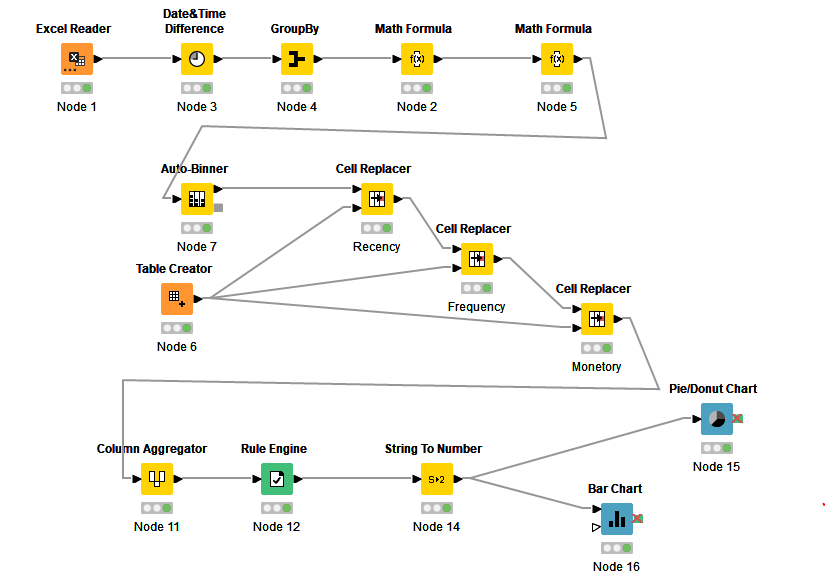 Excel Reader
Date&Time
Difference
GroupBy
Math Formula
Math Formula
f(x)
f(x)
Node 1
Node 3
Node 4
Node 2
Node 5
Auto-Binner
Cell Replacer
Node 7
Recency
Cell Replacer
Table Creator
Frequency
Cell Replacer
Node 6
Monetory
Pie/Donut Chart
Column Aggregator
Rule Engine
String To Number
S 2
Node 15
Bar Chart
Node 11
Node 12
Node 14
Node 16